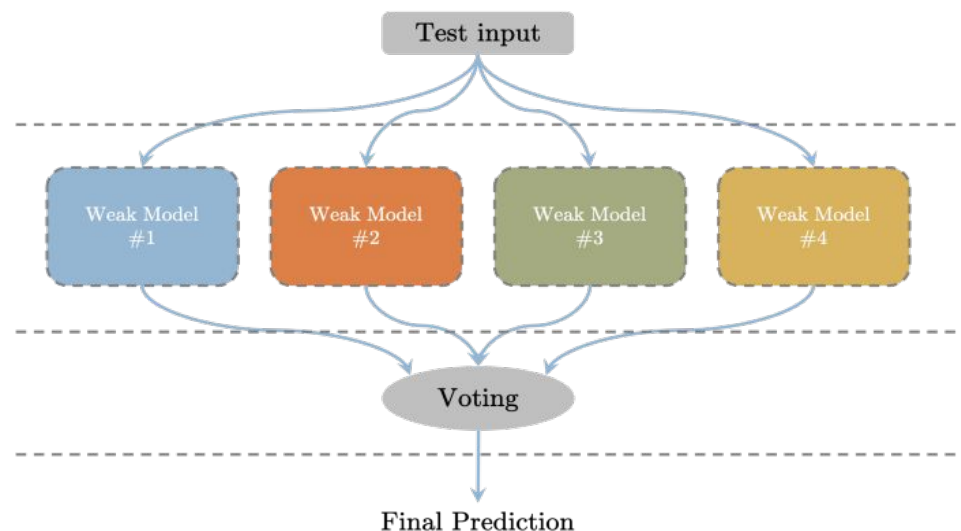 Test input
Weak Model
#1
Weak Model
#2
Weak Model
#3
Weak Model
#4
Voting
Final Prediction